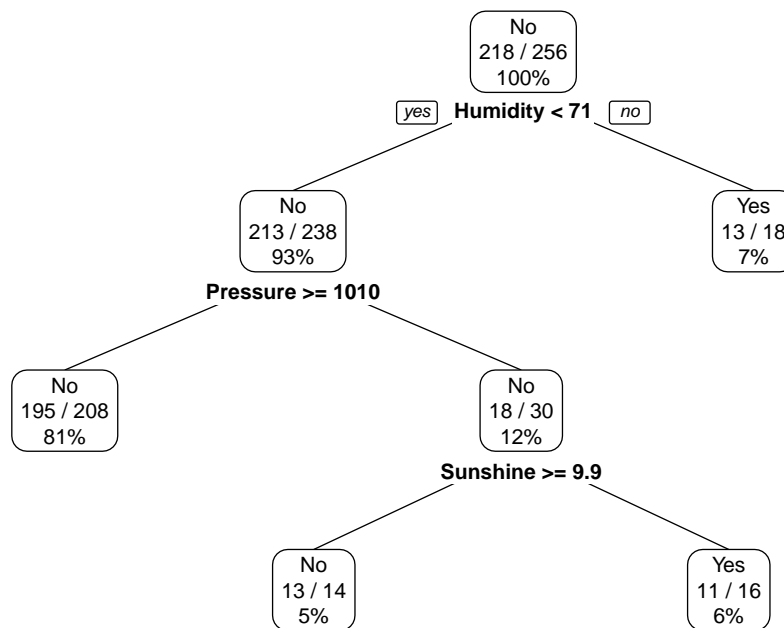 No
218 / 256
100%
yes
Humidity < 71
no
No
213 / 238
93%
Yes
13 / 18
7%
Pressure >= 1010
No
195 / 208
81%
No
18 / 30
12%
Sunshine >= 9.9
No
13 / 14
5%
Yes
11 / 16
6%